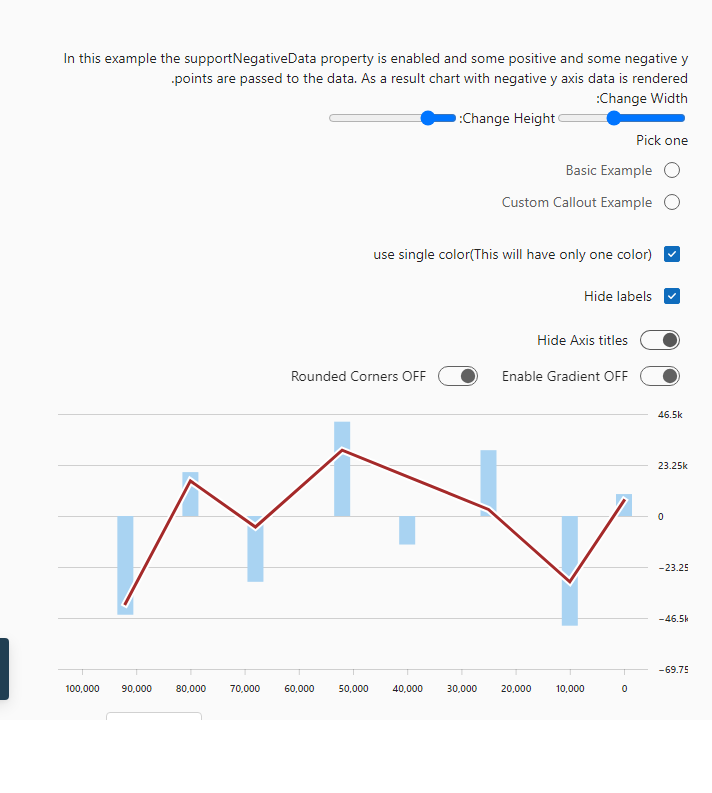 In this example the supportNegativeData property is enabled and some positive and some negative y
.points are passed to the data. As a result chart with negative y axis data is rendered
:Change Width
:Change Height
Pick one
Basic Example
Custom Callout Example
use single color(This will have only one color)
Hide labels
Hide Axis titles
Rounded Corners OFF Enable Gradient OFF
46.5k
23.25k
0
−23.25
−46.5k
−69.75
100,000 90,000 80,000 70,000 60,000 50,000 40,000 30,000 20,000 10,000 0